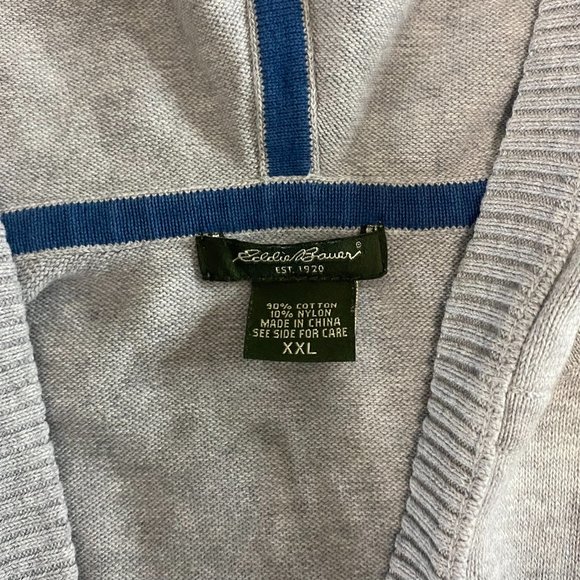 Eddie Bauer ®
EST. 1920
90% COTTON
10% NYLON
MADE IN CHINA
SEE SIDE FOR CARE
XXL